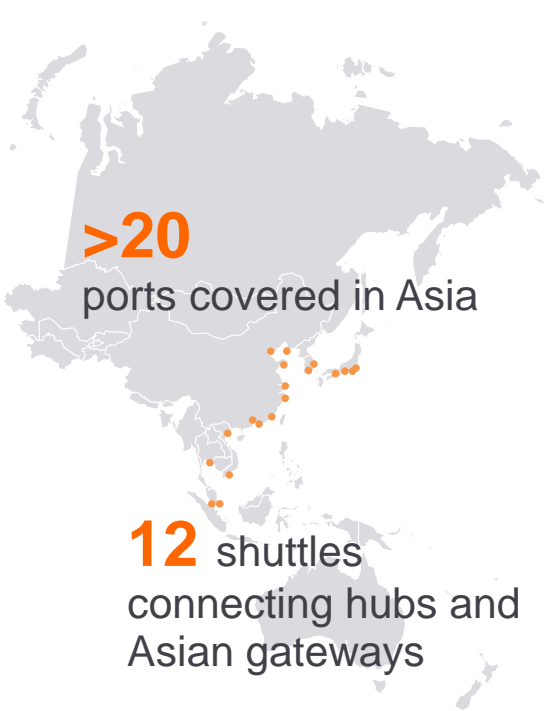 >20
ports covered in Asia
12 shuttles
connecting hubs and
Asian gateways